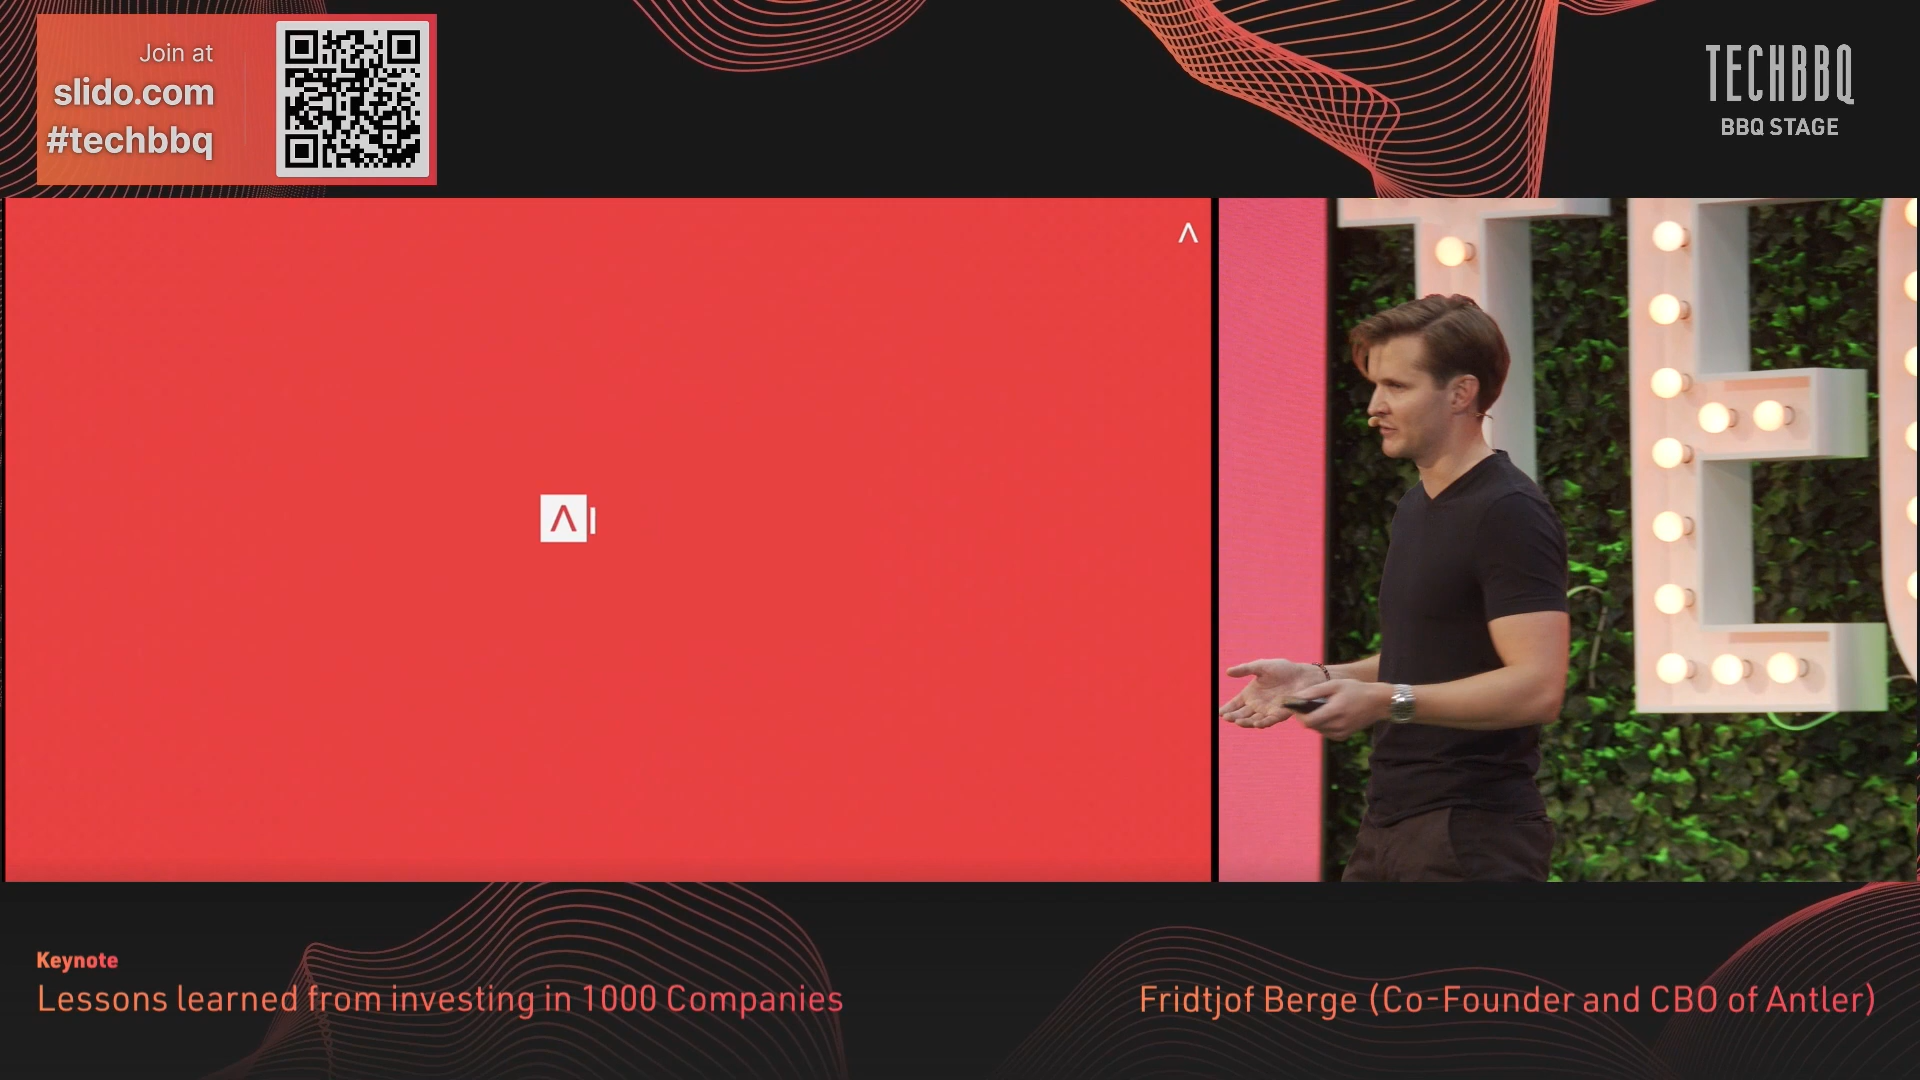 Join at
slido.com
#techbbq
TECHBBQ
BBQ STAGE
TE
Keynote
Lessons learned from investing in 1000 Companies
Fridtjof Berge (Co-Founder and CBO of Antler)